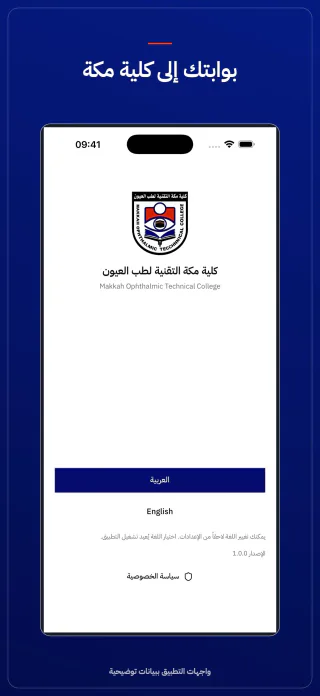 بوابتك إلى كلية مكة
09:41
كلية مكة التقنية لطب العيون
MAKKAH OPHTHALMIC TECHNICAL COLLEGE
كلية مكة التقنية لطب العيون
Makkah Ophthalmic Technical College
العربية
English
يمكنك تغيير اللغة لاحقاً من الإعدادات. اختيار اللغة يُعيد تشغيل التطبيق.
الإصدار 1.0.0
سياسة الخصوصية
واجهات التطبيق ببيانات توضيحية